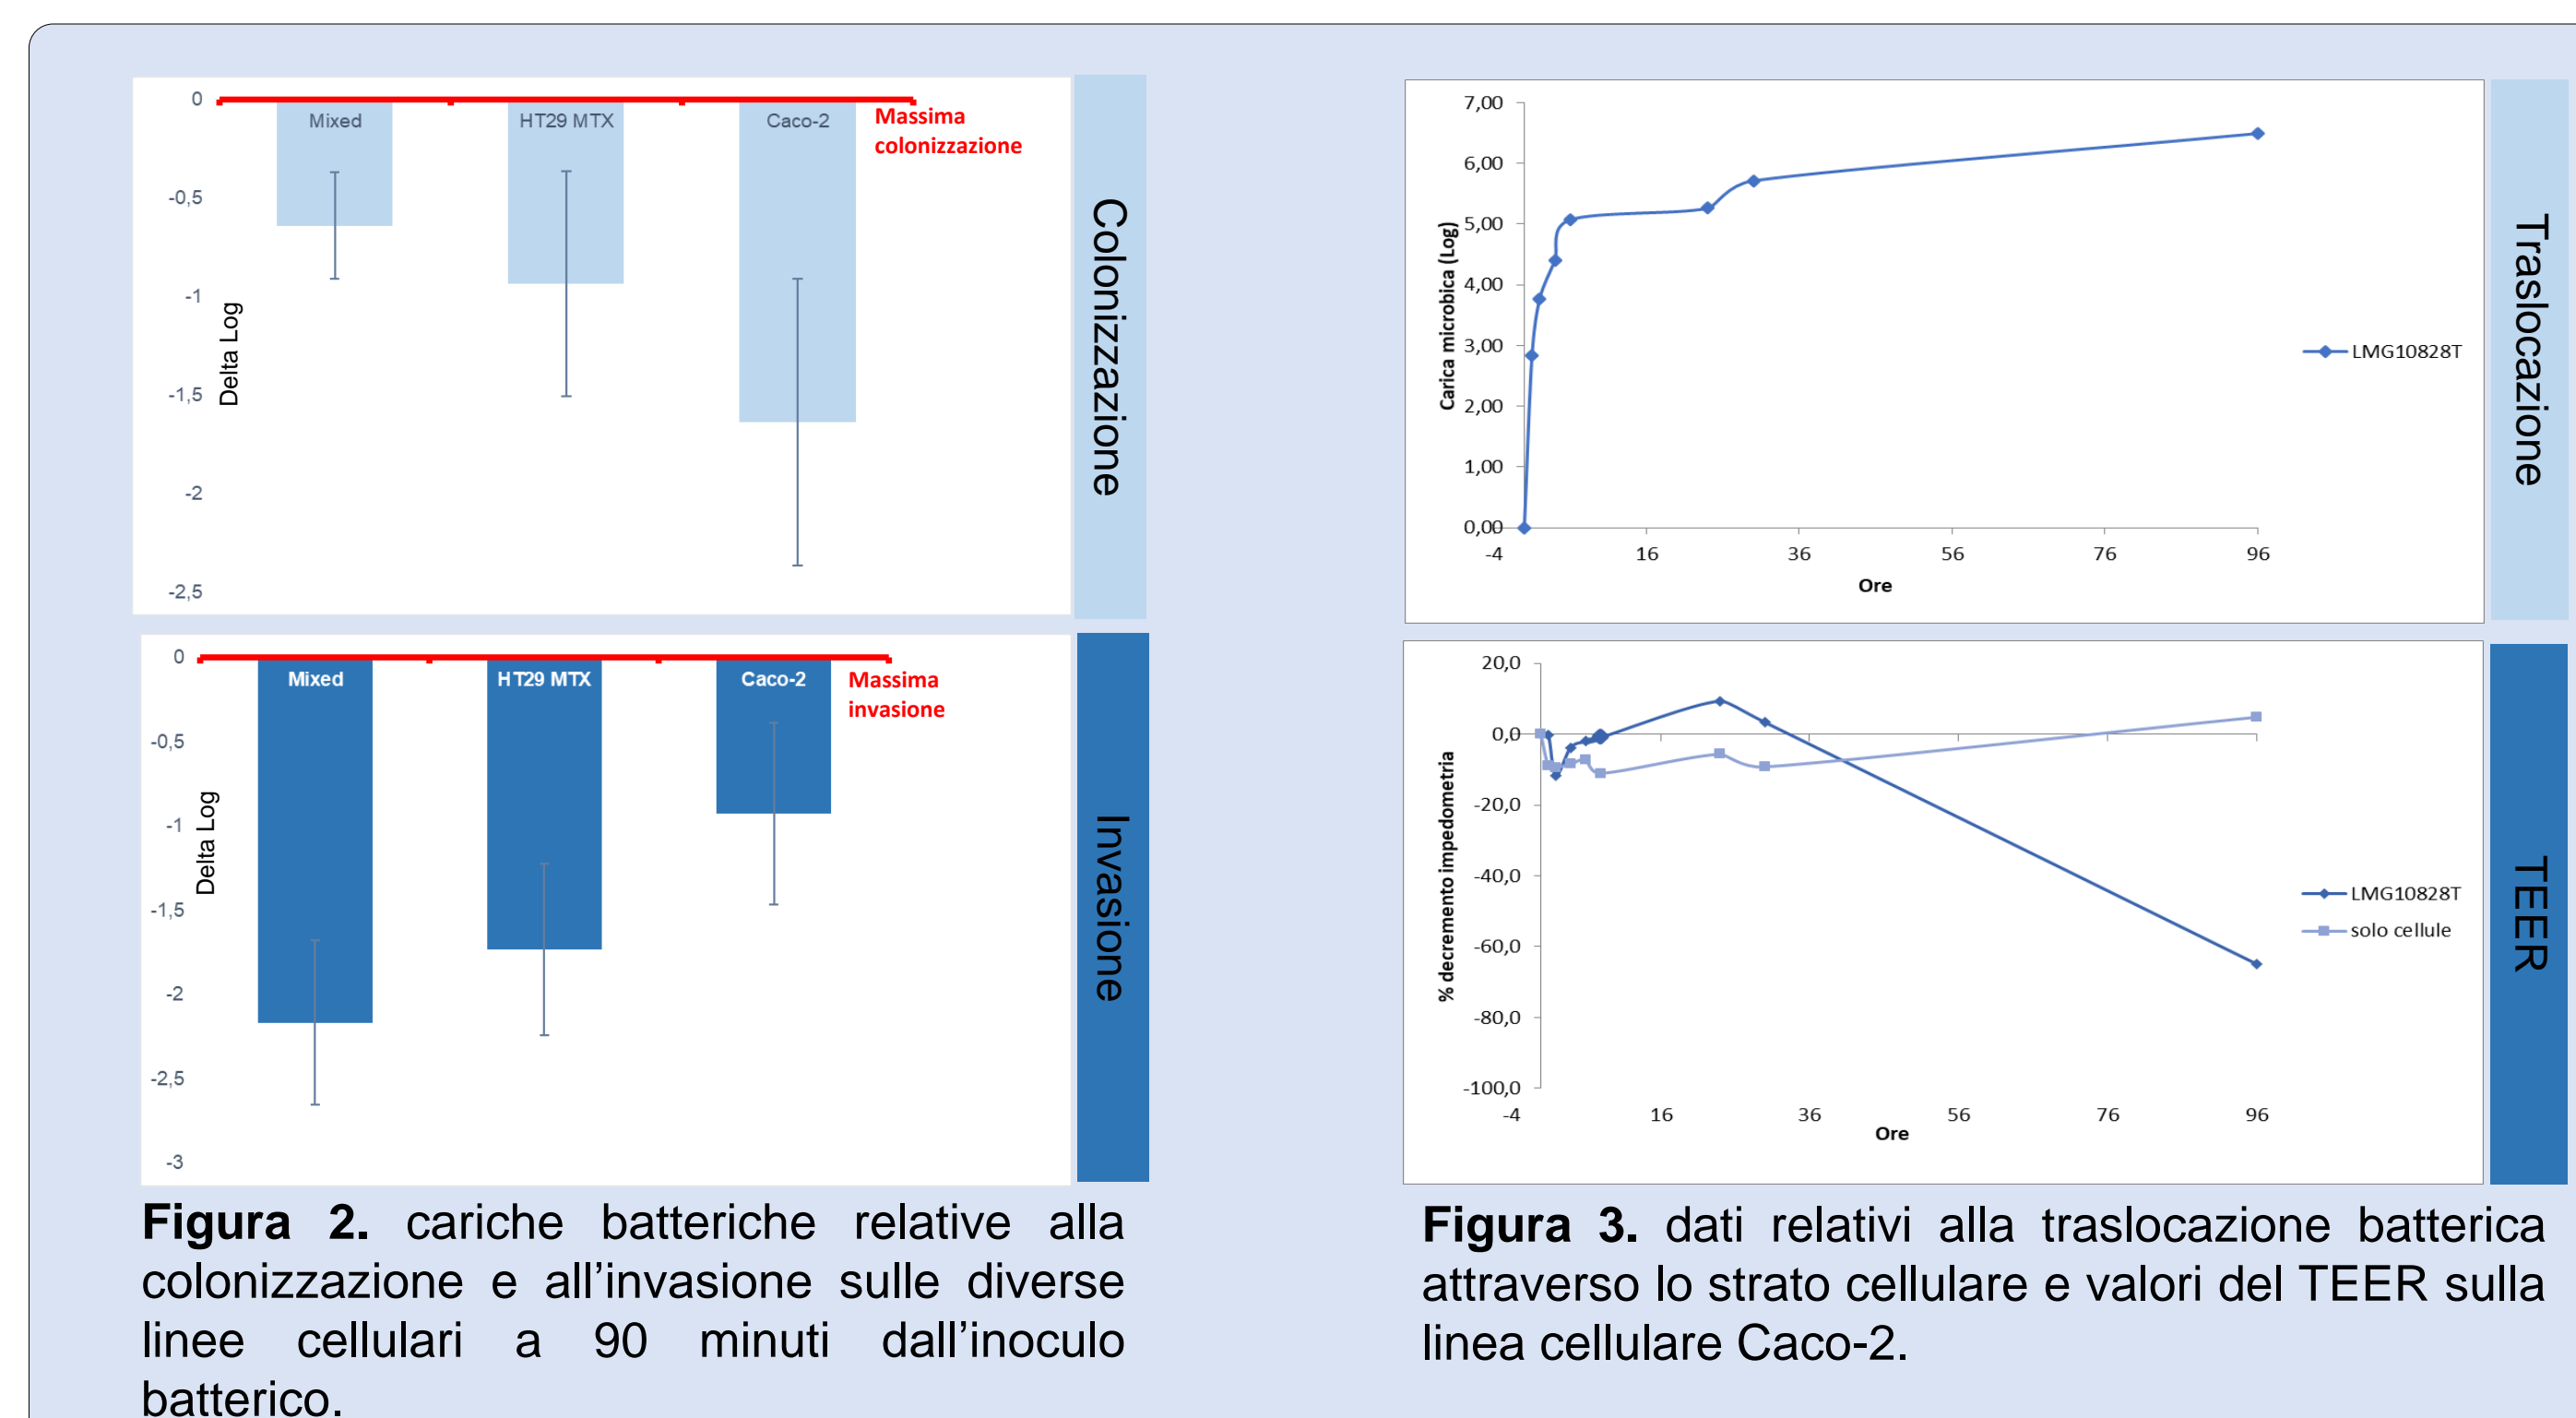 0
-0,5
-1
-1,5
-2
-2,5
Delta Log
Mixed
HT29 MTX
Caco-2
Massima
colonizzazione
Colonizzazione
0
-0,5
-1
-1,5
-2
-2,5
-3
Delta Log
Mixed
HT29 MTX
Caco-2
Massima
invasione
Invasione
Figura 2. cariche batteriche relative alla
colonizzazione e all’invasione sulle diverse
linee cellulari a 90 minuti dall’inoculo
batterico.
7,00
6,00
5,00
4,00
3,00
2,00
1,00
0,00
Carica microbica (Log)
-4 16 36 56 76 96
Ore
LMG10828T
Traslocazione
20,0
0,0
-20,0
-40,0
-60,0
-80,0
-100,0
% decremento impedometria
-4 16 36 56 76 96
Ore
LMG10828T
solo cellule
TEER
Figura 3. dati relativi alla traslocazione batterica
attraverso lo strato cellulare e valori del TEER sulla
linea cellulare Caco-2.